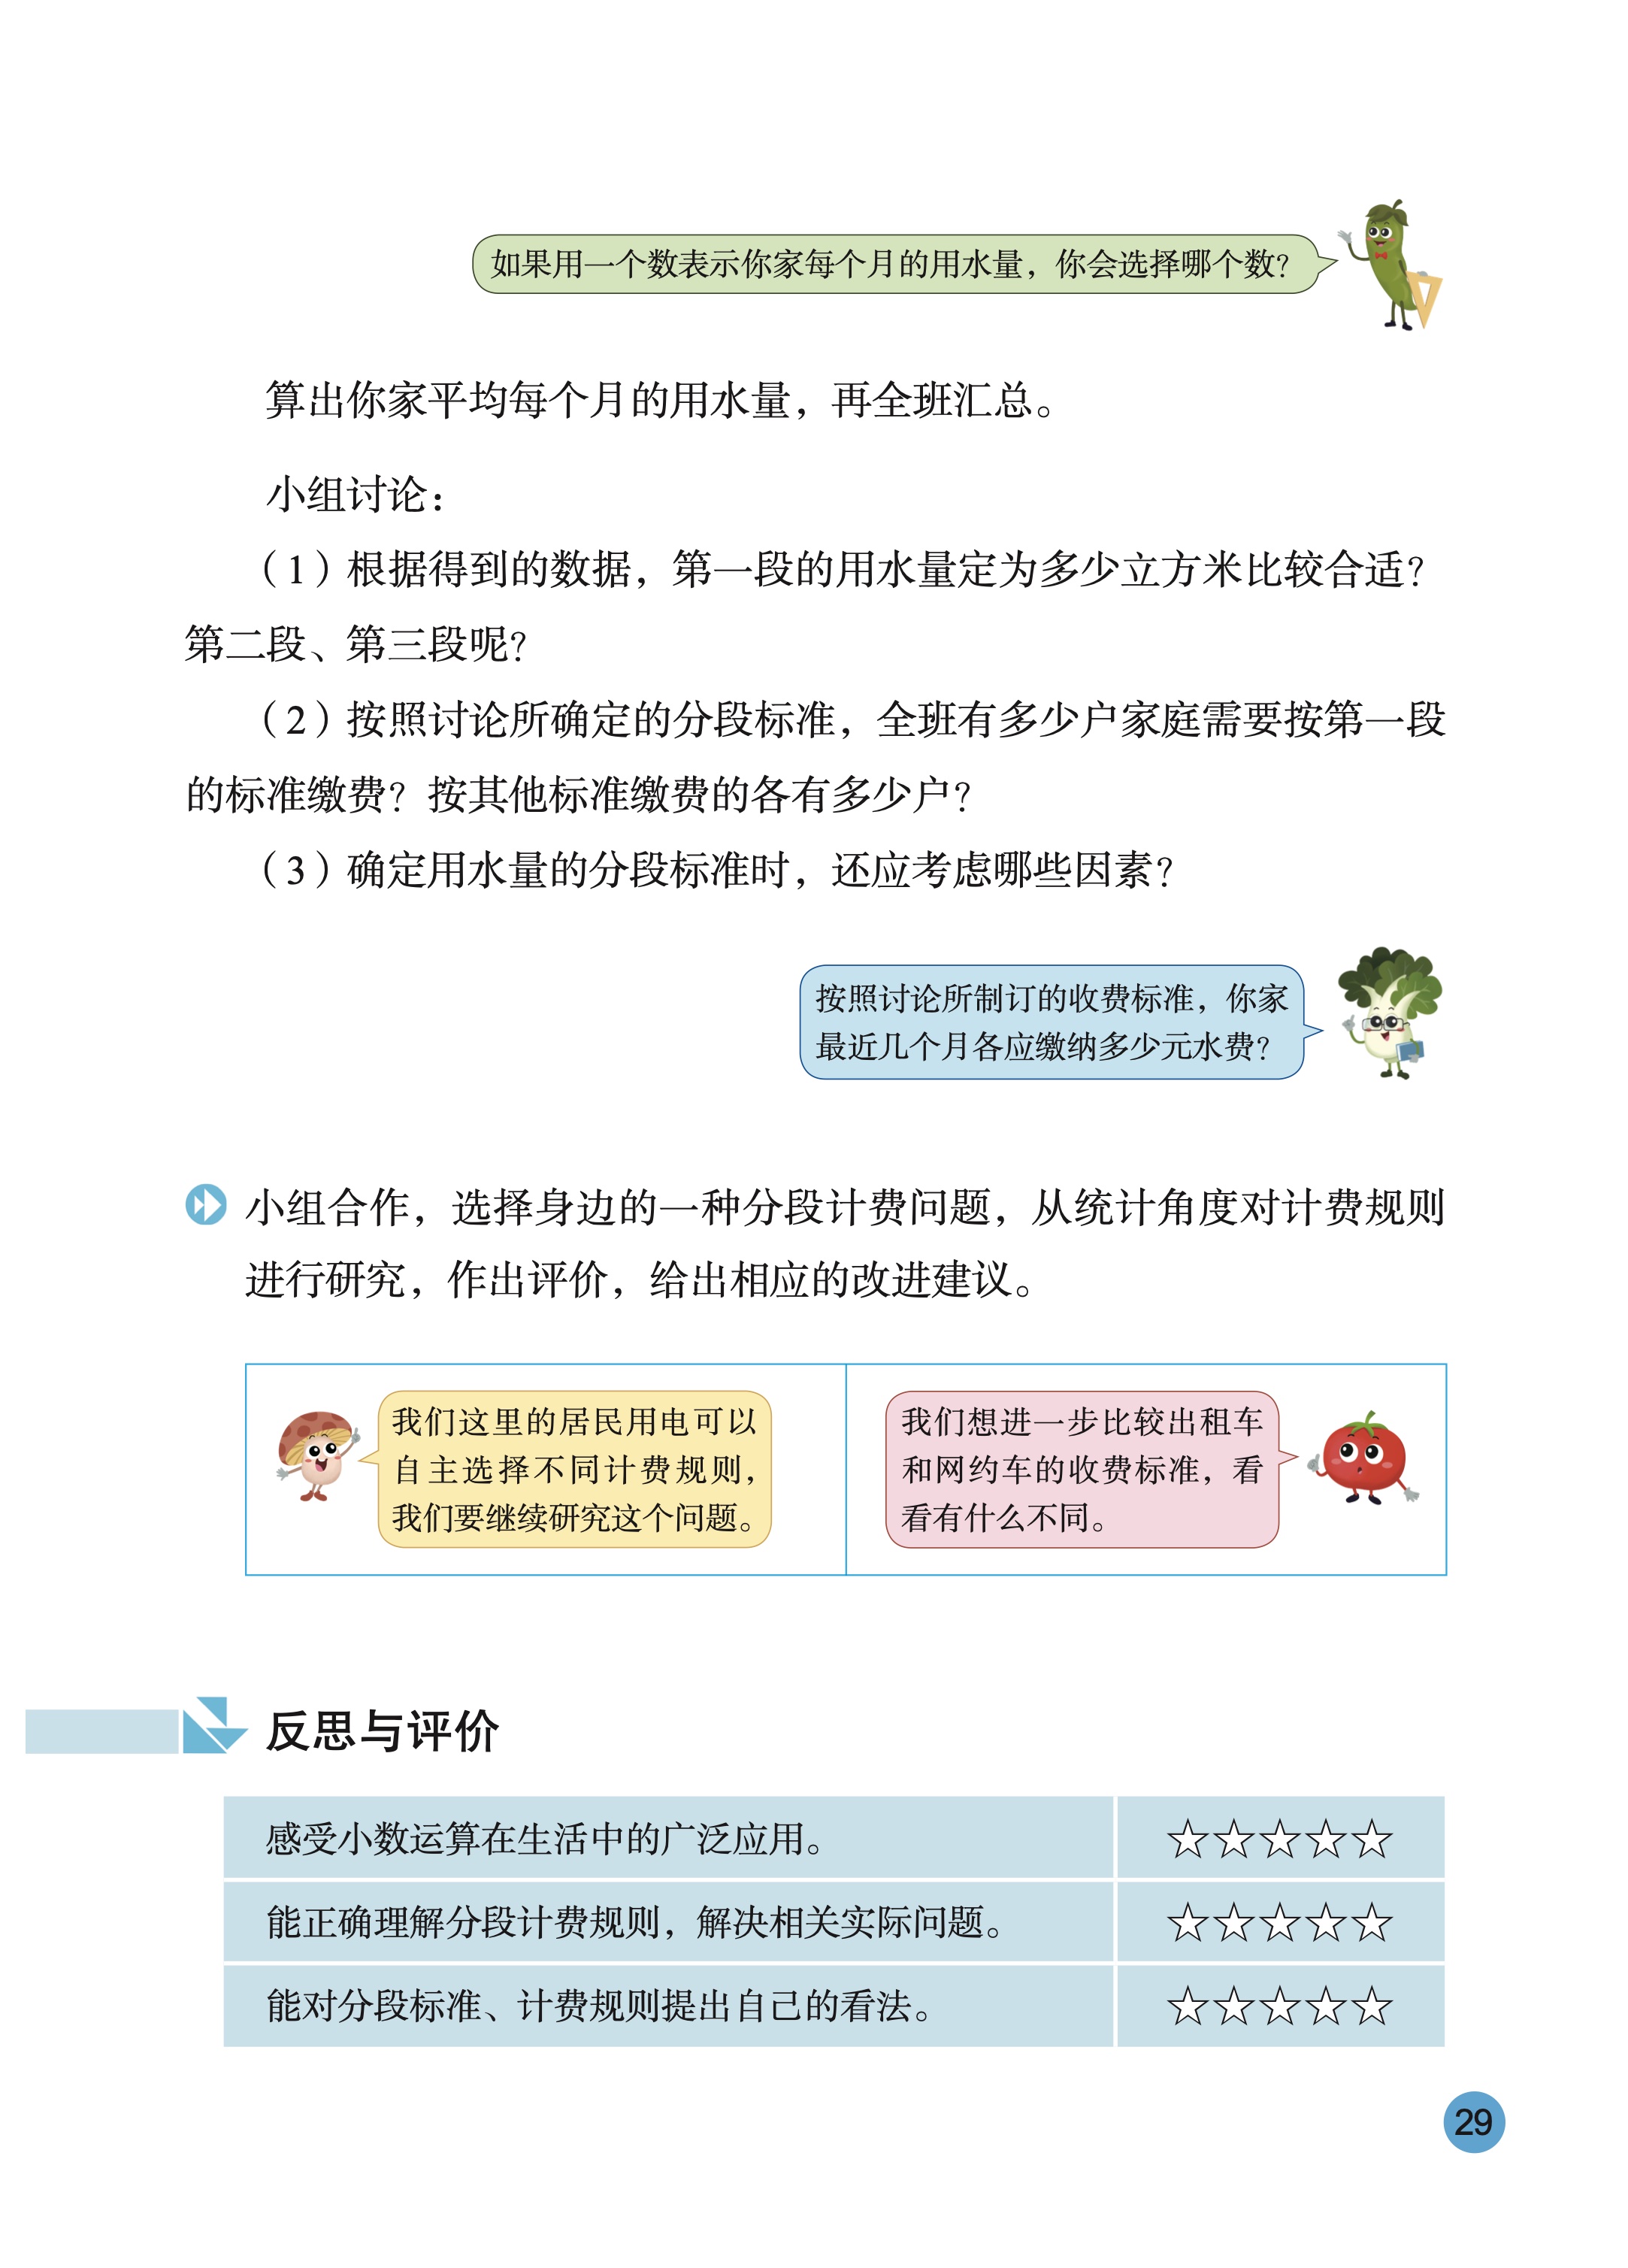 如果用一个数表示你家每个月的用水量，你会选择哪个数？
算出你家平均每个月的用水量，再全班汇总。
小组讨论：
（1）根据得到的数据，第一段的用水量定为多少立方米比较合适？
第二段、第三段呢？
（2）按照讨论所确定的分段标准，全班有多少户家庭需要按第一段
的标准缴费？按其他标准缴费的各有多少户？
（3）确定用水量的分段标准时，还应考虑哪些因素？
按照讨论所制订的收费标准，你家
最近几个月各应缴纳多少元水费？
小组合作，选择身边的一种分段计费问题，从统计角度对计费规则
进行研究，作出评价，给出相应的改进建议。
我们这里的居民用电可以
自主选择不同计费规则，
我们要继续研究这个问题。
我们想进一步比较出租车
和网约车的收费标准，看
看有什么不同。
反思与评价
感受小数运算在生活中的广泛应用。
☆☆☆☆☆
能正确理解分段计费规则，解决相关实际问题。
☆☆☆☆☆
能对分段标准、计费规则提出自己的看法。
☆☆☆☆☆
29